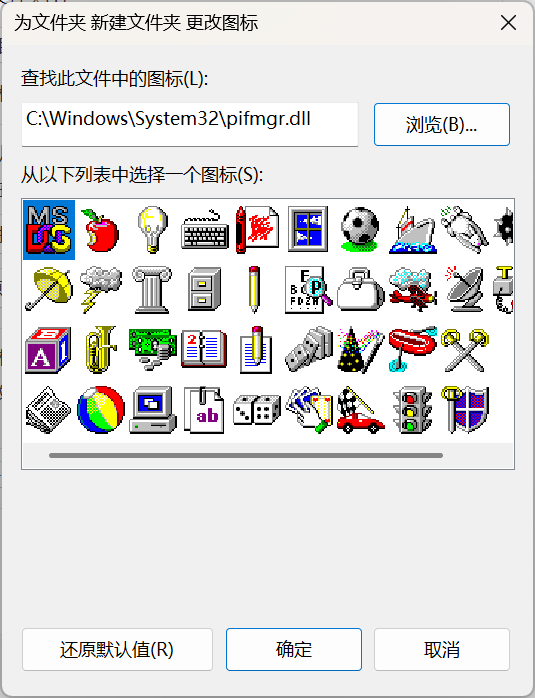 为文件夹 新建文件夹 更改图标
查找此文件中的图标(L):
C:\Windows\System32\pifmgr.dll
浏览(B)...
从以下列表中选择一个图标(S):
MS
DOS
A
2
ab
还原默认值(R)
确定
取消